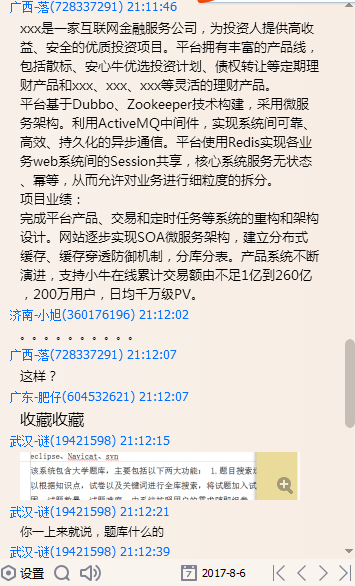 广西-落(728337291) 21:11:46
xxx是一家互联网金融服务公司，为投资人提供高收
益、安全的优质投资项目。平台拥有丰富的产品线，
包括散标、安心牛优选投资计划、债权转让等定期理
财产品和xxx、xxx、xxx等灵活的理财产品。
平台基于Dubbo、Zookeeper技术构建，采用微服
务架构。利用ActiveMQ中间件，实现系统间可靠、
高效、持久化的异步通信。平台使用Redis实现各业
务web系统间的Session共享，核心系统服务无状态
、幂等，从而允许对业务进行细粒度的拆分。
项目业绩：
完成平台产品、交易和定时任务等系统的重构和架构
设计。网站逐步实现SOA微服务架构，建立分布式
缓存、缓存穿透防御机制，分库分表。产品系统不断
演进，支持小牛在线累计交易额由不足1亿到260亿
，200万用户，日均千万级PV。
济南-小旭(360176196) 21:12:02
。。。。。。。。。。
广西-落(728337291) 21:12:07
这样？
广东-肥仔(604532621) 21:12:07
收藏收藏
武汉-谜(19421598) 21:12:15
eclipse、Navicat、svn
该系统包含大学题库，主要包括以下两大功能： 1.题目搜索
以根据知识点，试卷以及关键词进行全库搜索，将试题加入试
武汉-谜(19421598) 21:12:21
你一上来就说，题库什么的
武汉-谜(19421598) 21:12:39
设置 2017-8-6